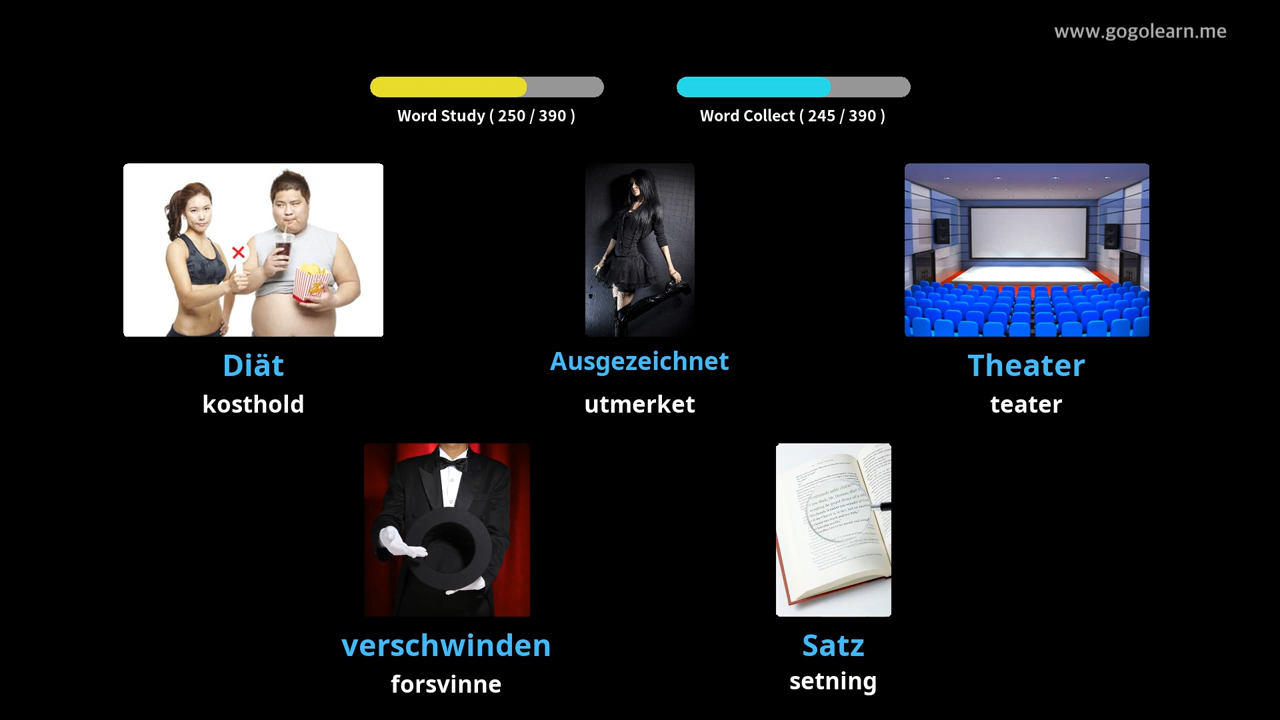 www.gogolearn.me
Word Study ( 250 / 390 )
Word Collect ( 245 / 390 )
Diät
kosthold
Ausgezeichnet
utmerket
Theater
teater
verschwinden
forsvinne
Satz
setning